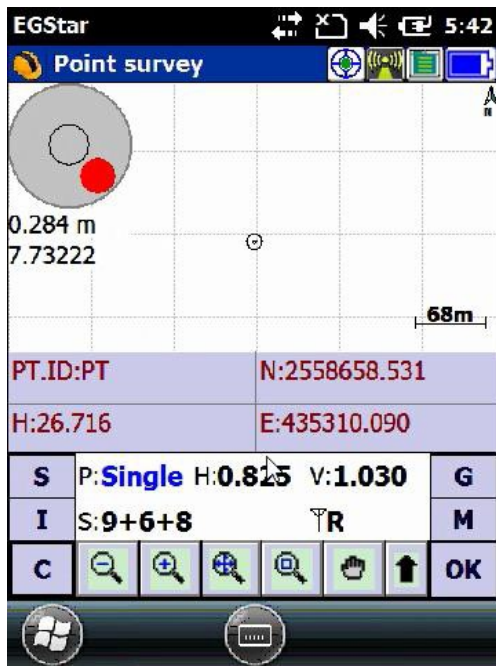 EGStar 5:42
Point survey
N
0.284 m
7.73222
68m
PT.ID:PT N:2558658.531
H:26.716 E:435310.090
S P:Single H:0.825 V:1.030 G
I S:9+6+8 R M
C OK